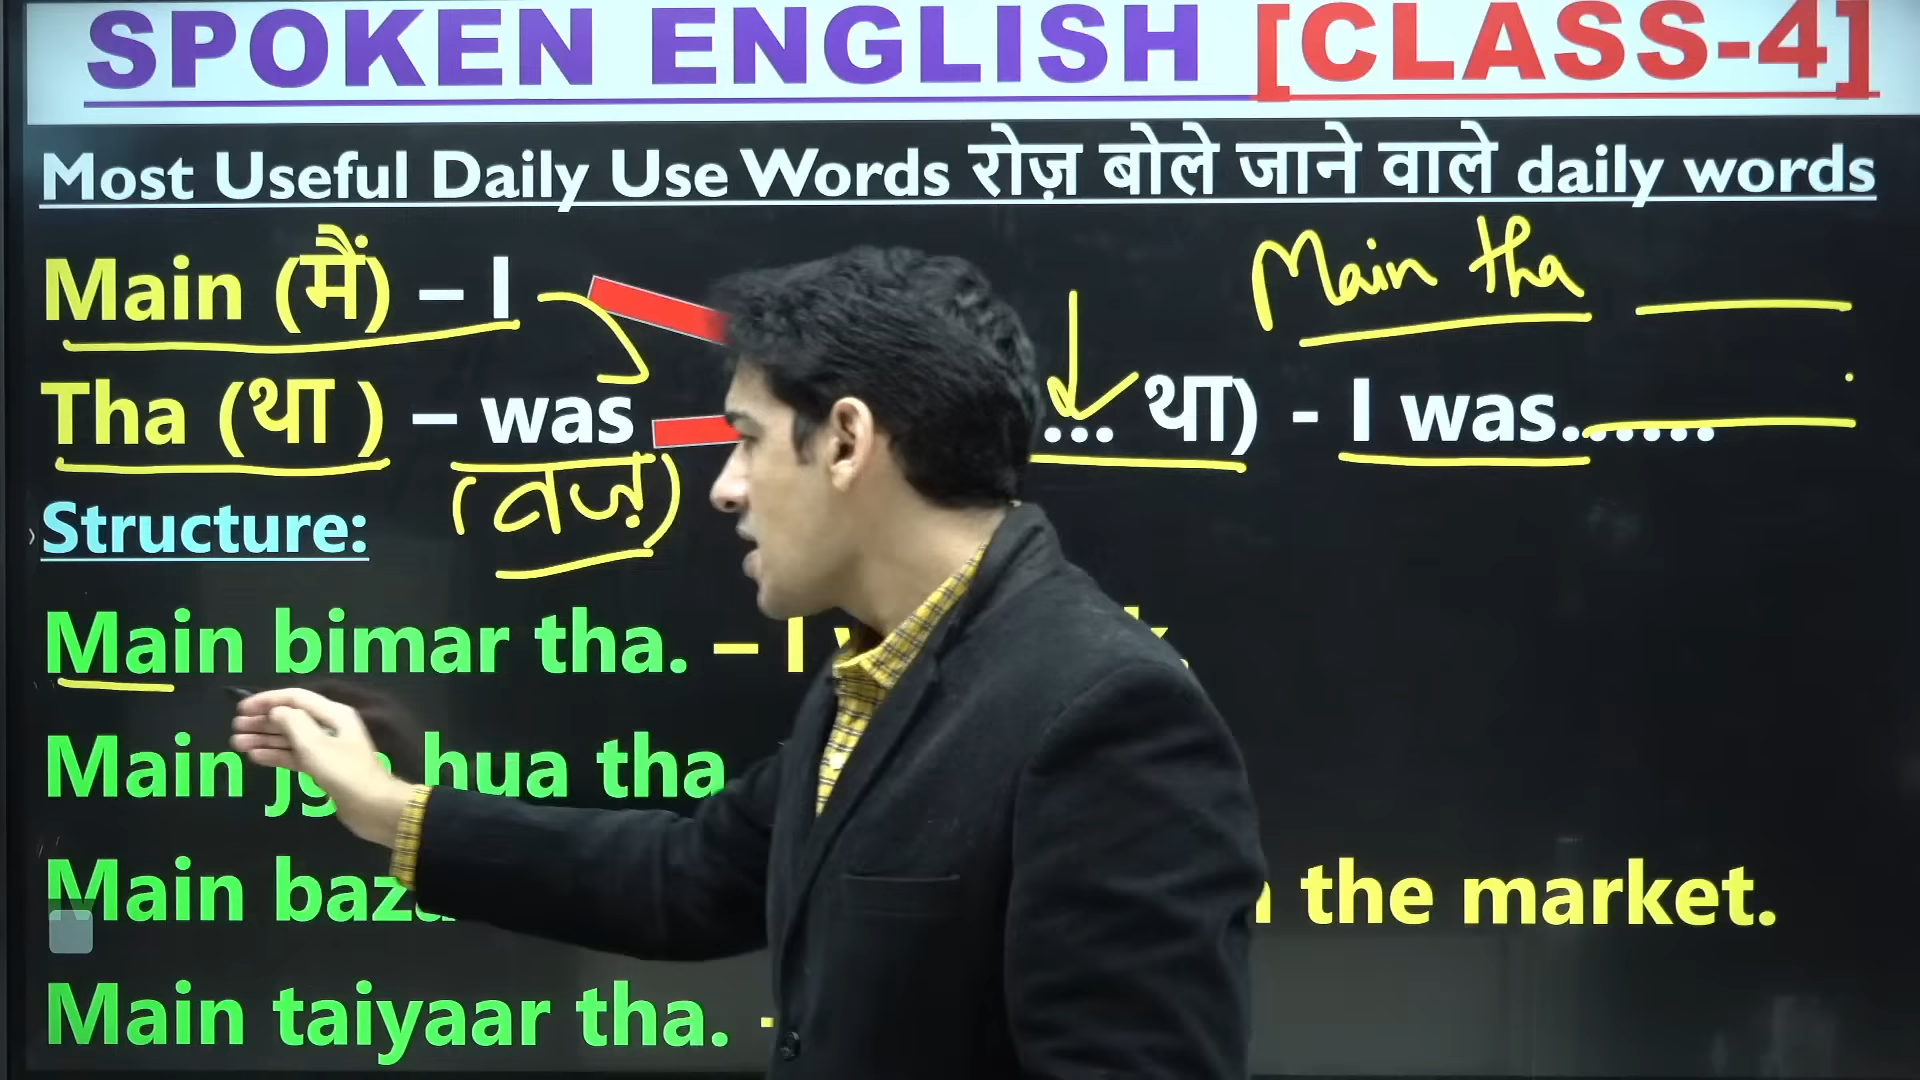 SPOKEN ENGLISH [CLASS-4]
Most Useful Daily Use Words रोज़ बोले जाने वाले daily words
Main (मैं) – I
Main tha
Tha (था ) – was
... था) - I was.......
(वज़)
Structure:
Main bimar tha. – I
Main hua tha
Main the market.
Main taiyaar tha. -